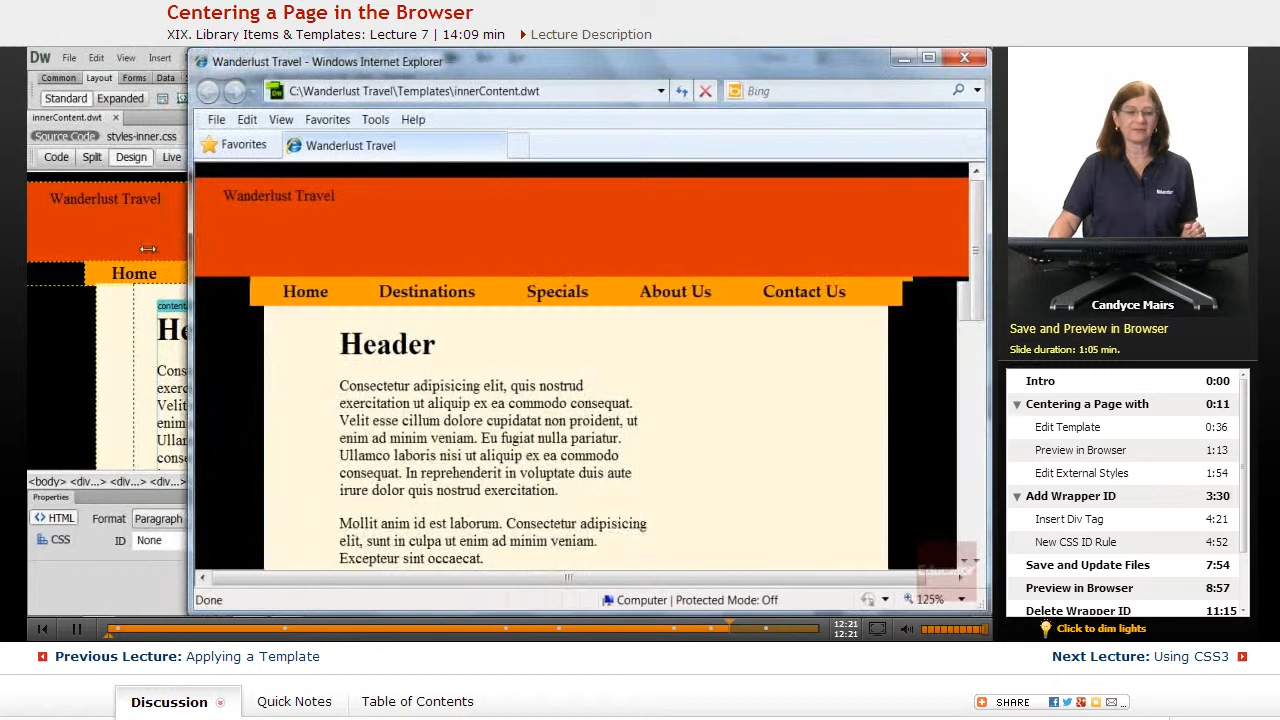 Centering a Page in the Browser
XIX. Library Items & Templates: Lecture 7 | 14:09 min
Lecture Description
Dw File Edit View Insert
Common Layout Forms Data
Standard Expanded
innerContent.dwt ×
Source Code styles-inner.css
Code Split Design Live
Wanderlust Travel
Home
content
He
Cons
exerc
Velit
enim
Ullam
conse
<body> <div...> <div...> <div...>
Properties
<> HTML Format Paragraph
CSS ID None
Wanderlust Travel - Windows Internet Explorer
C:\Wanderlust Travel\Templates\innerContent.dwt
Bing
File Edit View Favorites Tools Help
Favorites Wanderlust Travel
Wanderlust Travel
Home Destinations Specials About Us Contact Us
Header
Consectetur adipisicing elit, quis nostrud
exercitation ut aliquip ex ea commodo consequat.
Velit esse cillum dolore cupidatat non proident, ut
enim ad minim veniam. Eu fugiat nulla pariatur.
Ullamco laboris nisi ut aliquip ex ea commodo
consequat. In reprehenderit in voluptate duis aute
irure dolor quis nostrud exercitation.
Mollit anim id est laborum. Consectetur adipisicing
elit, sunt in culpa ut enim ad minim veniam.
Excepteur sint occaecat.
Educator
Done Computer | Protected Mode: Off 125%
12:21
12:21
Candyce Mairs
Save and Preview in Browser
Slide duration: 1:05 min.
Intro 0:00
Centering a Page with 0:11
Edit Template 0:36
Preview in Browser 1:13
Edit External Styles 1:54
Add Wrapper ID 3:30
Insert Div Tag 4:21
New CSS ID Rule 4:52
Save and Update Files 7:54
Preview in Browser 8:57
Delete Wrapper ID 11:15
Click to dim lights
Previous Lecture: Applying a Template
Next Lecture: Using CSS3
Discussion Quick Notes Table of Contents
SHARE